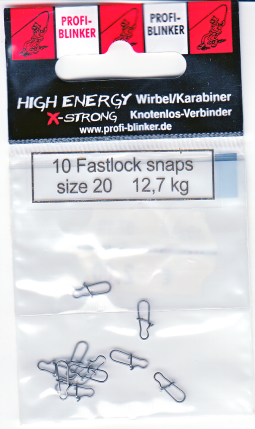 PROFI-BLINKER PROFI-BLINKER
HIGH ENERGY Wirbel/Karabiner
X-STRONG Knotenlos-Verbinder
www.profi-blinker.de
10 Fastlock snaps
size 20 12,7 kg